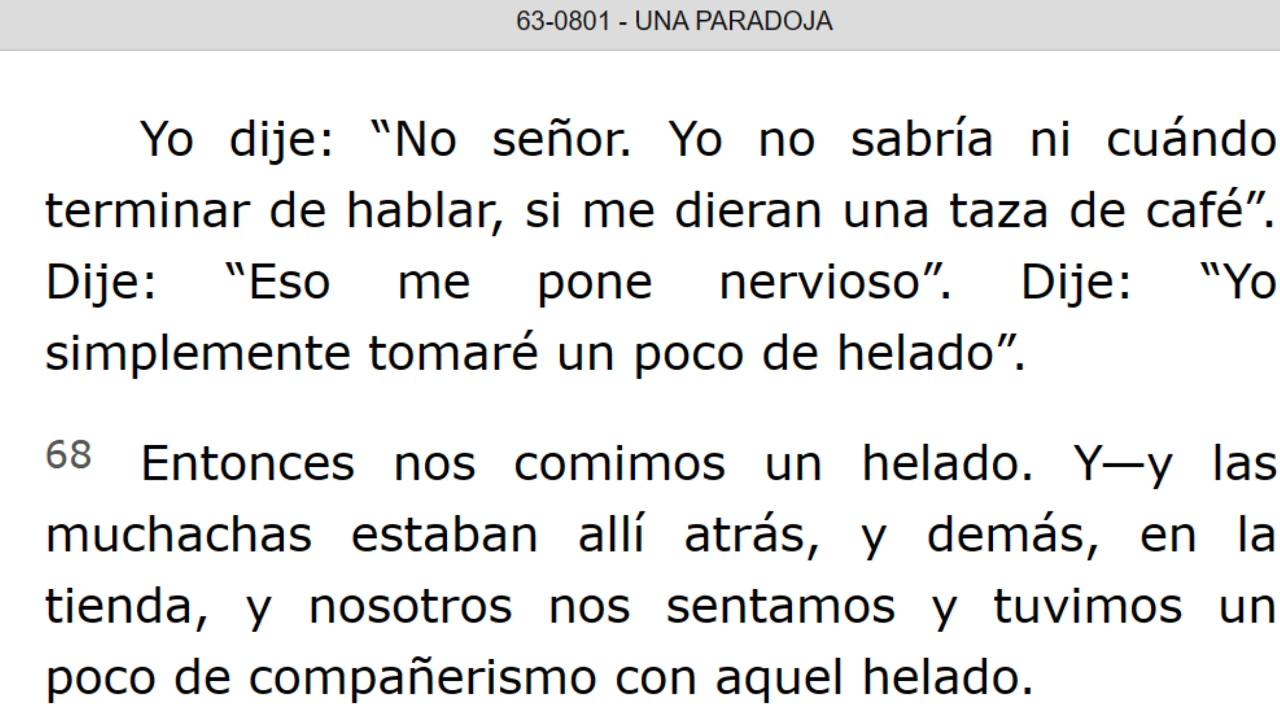 63-0801 - UNA PARADOJA
Yo dije: “No señor. Yo no sabría ni cuándo
terminar de hablar, si me dieran una taza de café”.
Dije: “Eso me pone nervioso”. Dije: “Yo
simplemente tomaré un poco de helado”.
68 Entonces nos comimos un helado. Y—y las
muchachas estaban allí atrás, y demás, en la
tienda, y nosotros nos sentamos y tuvimos un
poco de compañerismo con aquel helado.